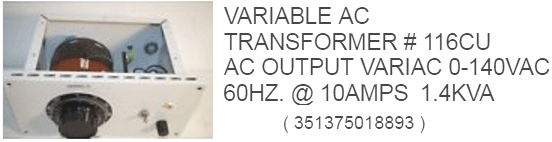 VARIABLE AC
TRANSFORMER # 116CU
AC OUTPUT VARIAC 0-140VAC
60HZ. @ 10AMPS 1.4KVA
( 351375018893 )